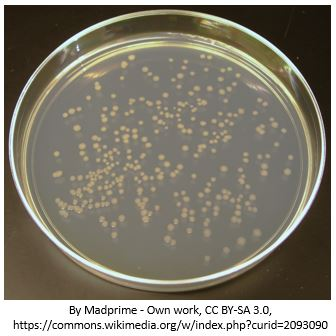 By Madprime - Own work, CC BY-SA 3.0,
https://commons.wikimedia.org/w/index.php?curid=2093090